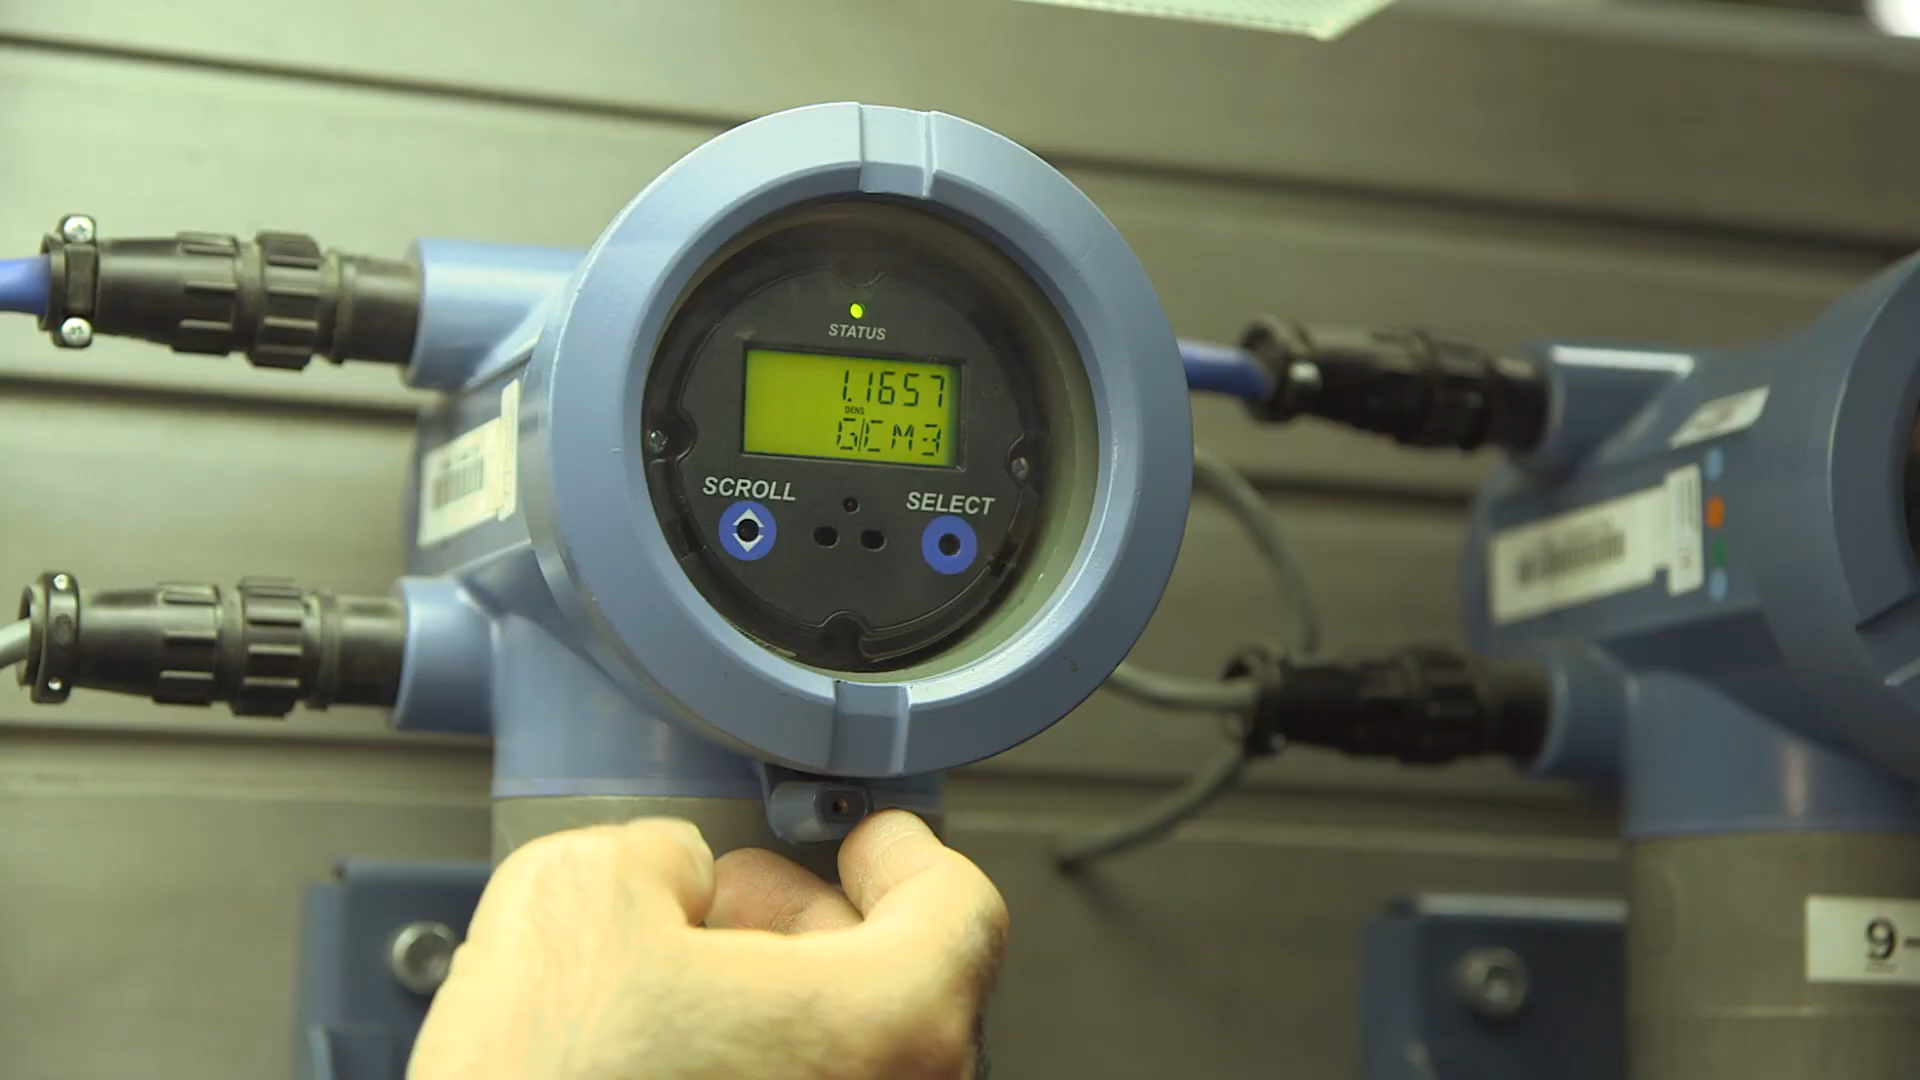 STATUS
1.1657
DENS
G/CM3
SCROLL
SELECT
9-